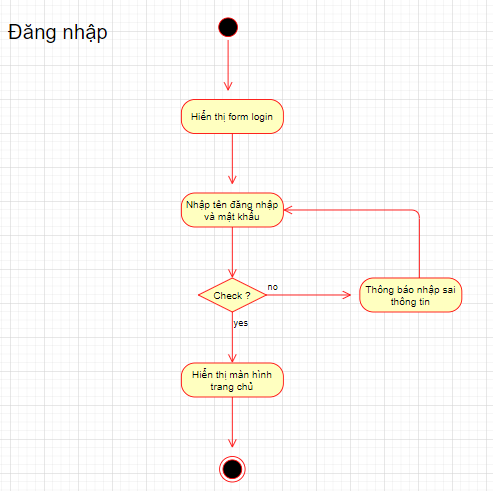 Đăng nhập
Hiển thị form login
Nhập tên đăng nhập
và mật khẩu
Check ?
no
Thông báo nhập sai
thông tin
yes
Hiển thị màn hình
trang chủ